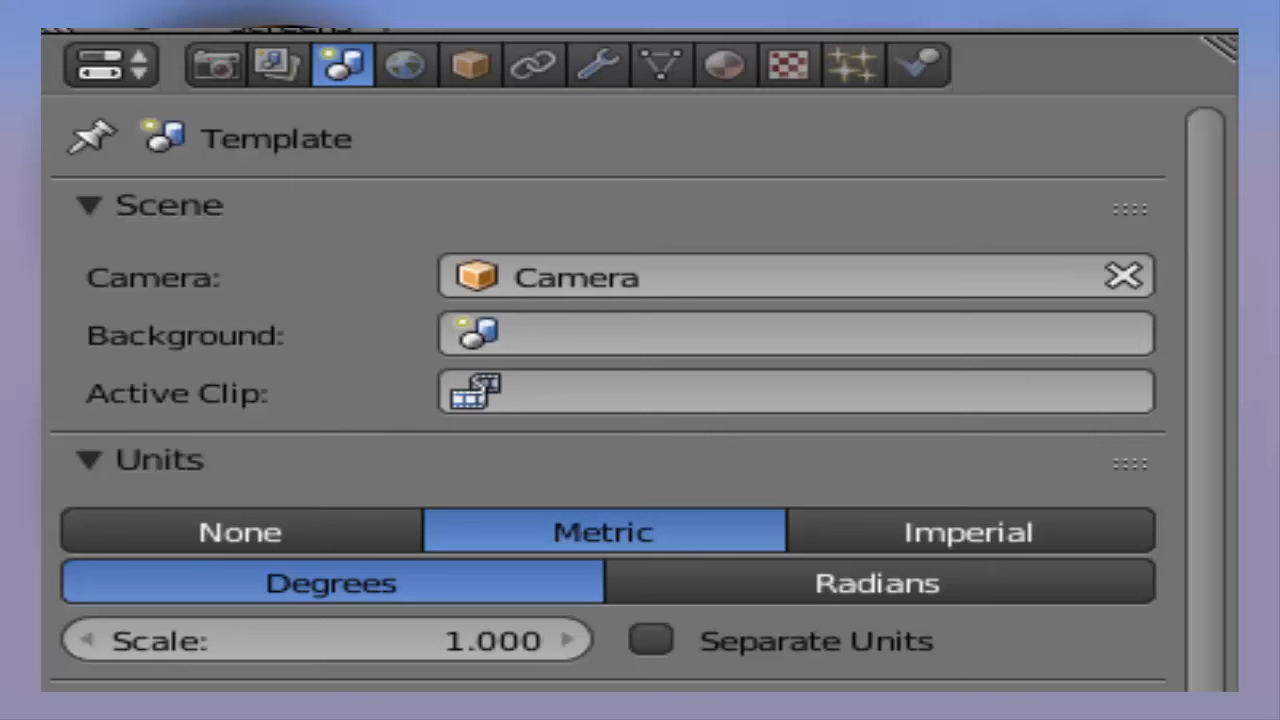 Template
Scene
Camera: Camera
Background:
Active Clip:
Units
None Metric Imperial
Degrees Radians
Scale: 1.000 Separate Units